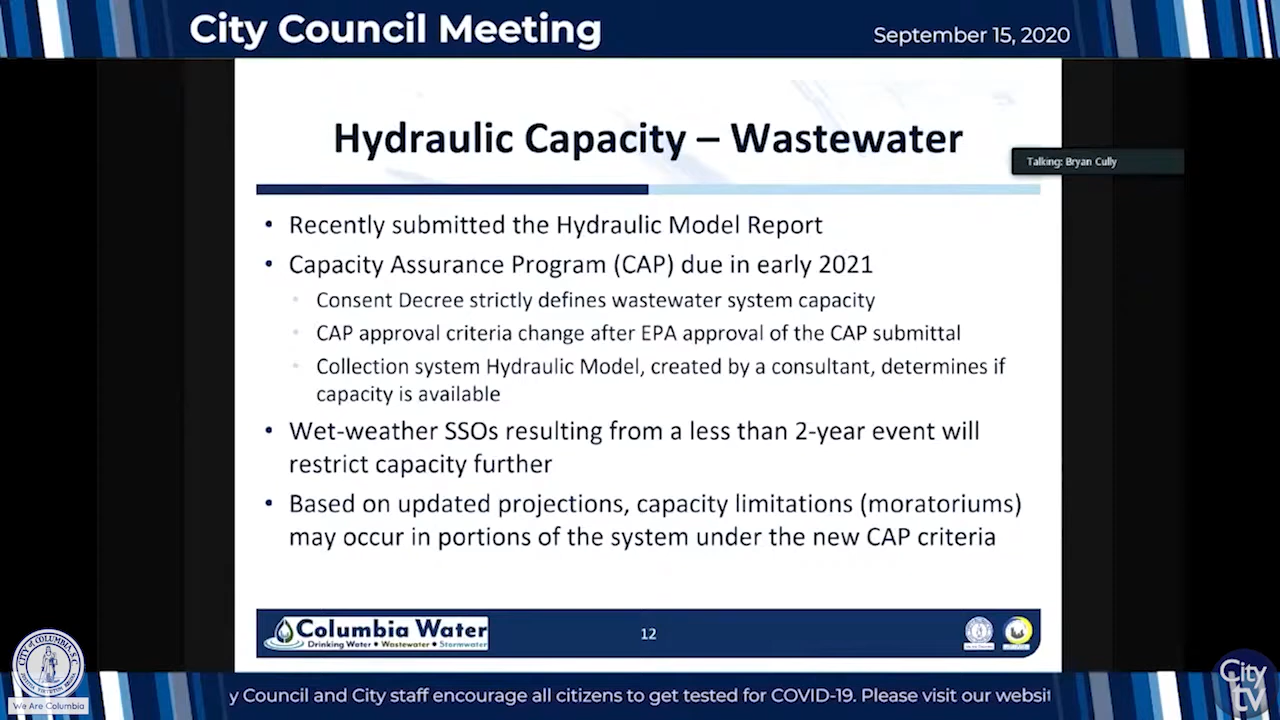 City Council Meeting
September 15, 2020
Hydraulic Capacity – Wastewater
Talking: Bryan Cully
• Recently submitted the Hydraulic Model Report
• Capacity Assurance Program (CAP) due in early 2021
Consent Decree strictly defines wastewater system capacity
CAP approval criteria change after EPA approval of the CAP submittal
Collection system Hydraulic Model, created by a consultant, determines if
capacity is available
• Wet-weather SSOs resulting from a less than 2-year event will
restrict capacity further
• Based on updated projections, capacity limitations (moratoriums)
may occur in portions of the system under the new CAP criteria
Columbia Water
Drinking Water • Wastewater • Stormwater
12
CITY of COLUMBIA, S.C.
We Are Columbia
y Council and City staff encourage all citizens to get tested for COVID-19. Please visit our websit
City
tv